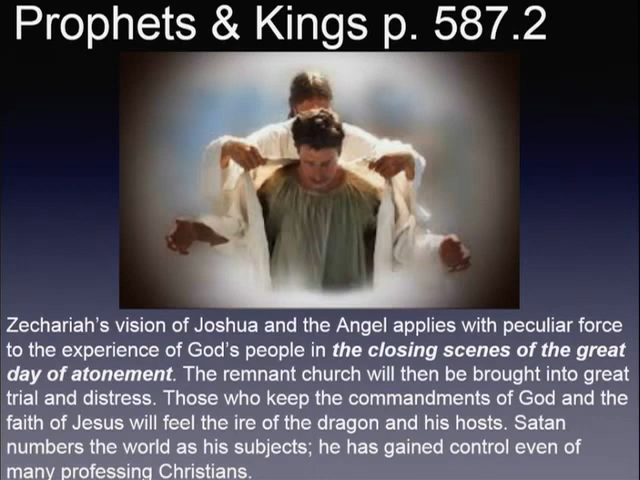 Prophets & Kings p. 587.2
Zechariah's vision of Joshua and the Angel applies with peculiar force
to the experience of God's people in the closing scenes of the great
day of atonement. The remnant church will then be brought into great
trial and distress. Those who keep the commandments of God and the
faith of Jesus will feel the ire of the dragon and his hosts. Satan
numbers the world as his subjects; he has gained control even of
many professing Christians.